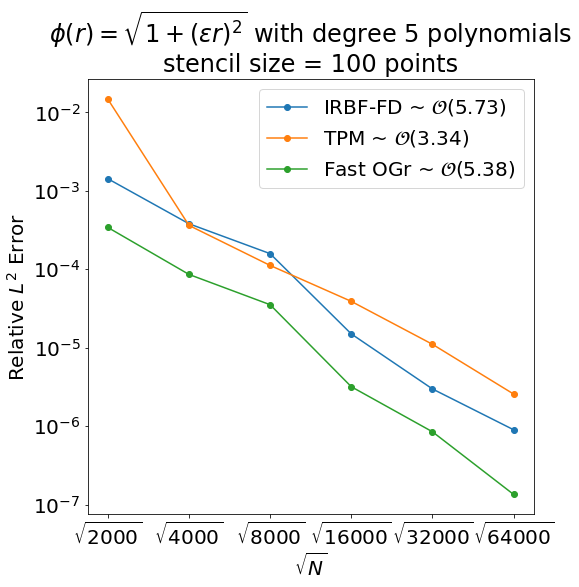 ϕ(r) = √(1 + (εr)²) with degree 5 polynomials
stencil size = 100 points
IRBF-FD ~ 𝒪(5.73)
TPM ~ 𝒪(3.34)
Fast OGr ~ 𝒪(5.38)
Relative L² Error
10⁻²
10⁻³
10⁻⁴
10⁻⁵
10⁻⁶
10⁻⁷
√2000 √4000 √8000 √16000 √32000 √64000
√N